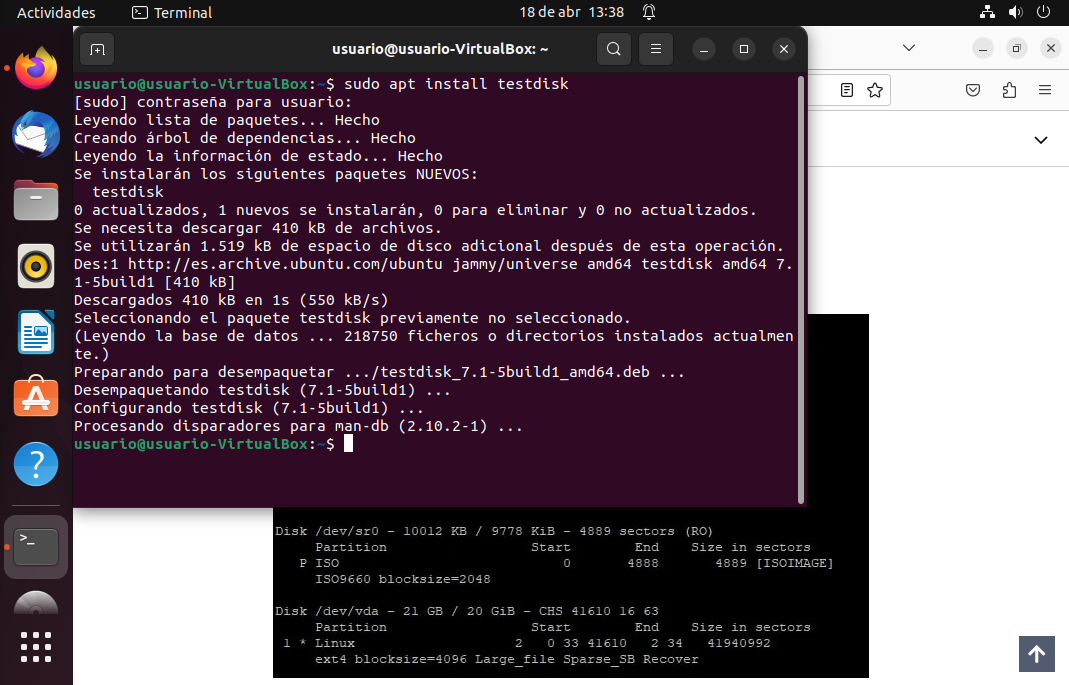 Actividades Terminal 18 de abr 13:38
usuario@usuario-VirtualBox: ~
usuario@usuario-VirtualBox:~$ sudo apt install testdisk
[sudo] contraseña para usuario:
Leyendo lista de paquetes... Hecho
Creando árbol de dependencias... Hecho
Leyendo la información de estado... Hecho
Se instalarán los siguientes paquetes NUEVOS:
  testdisk
0 actualizados, 1 nuevos se instalarán, 0 para eliminar y 0 no actualizados.
Se necesita descargar 410 kB de archivos.
Se utilizarán 1.519 kB de espacio de disco adicional después de esta operación.
Des:1 http://es.archive.ubuntu.com/ubuntu jammy/universe amd64 testdisk amd64 7.
1-5build1 [410 kB]
Descargados 410 kB en 1s (550 kB/s)
Seleccionando el paquete testdisk previamente no seleccionado.
(Leyendo la base de datos ... 218750 ficheros o directorios instalados actualmen
te.)
Preparando para desempaquetar .../testdisk_7.1-5build1_amd64.deb ...
Desempaquetando testdisk (7.1-5build1) ...
Configurando testdisk (7.1-5build1) ...
Procesando disparadores para man-db (2.10.2-1) ...
usuario@usuario-VirtualBox:~$
Disk /dev/sr0 - 10012 KB / 9778 KiB - 4889 sectors (RO)
Partition Start End Size in sectors
P ISO 0 4888 4889 [ISOIMAGE]
ISO9660 blocksize=2048
Disk /dev/vda - 21 GB / 20 GiB - CHS 41610 16 63
Partition Start End Size in sectors
1 * Linux 2 0 33 41610 2 34 41940992
ext4 blocksize=4096 Large_file Sparse_SB Recover